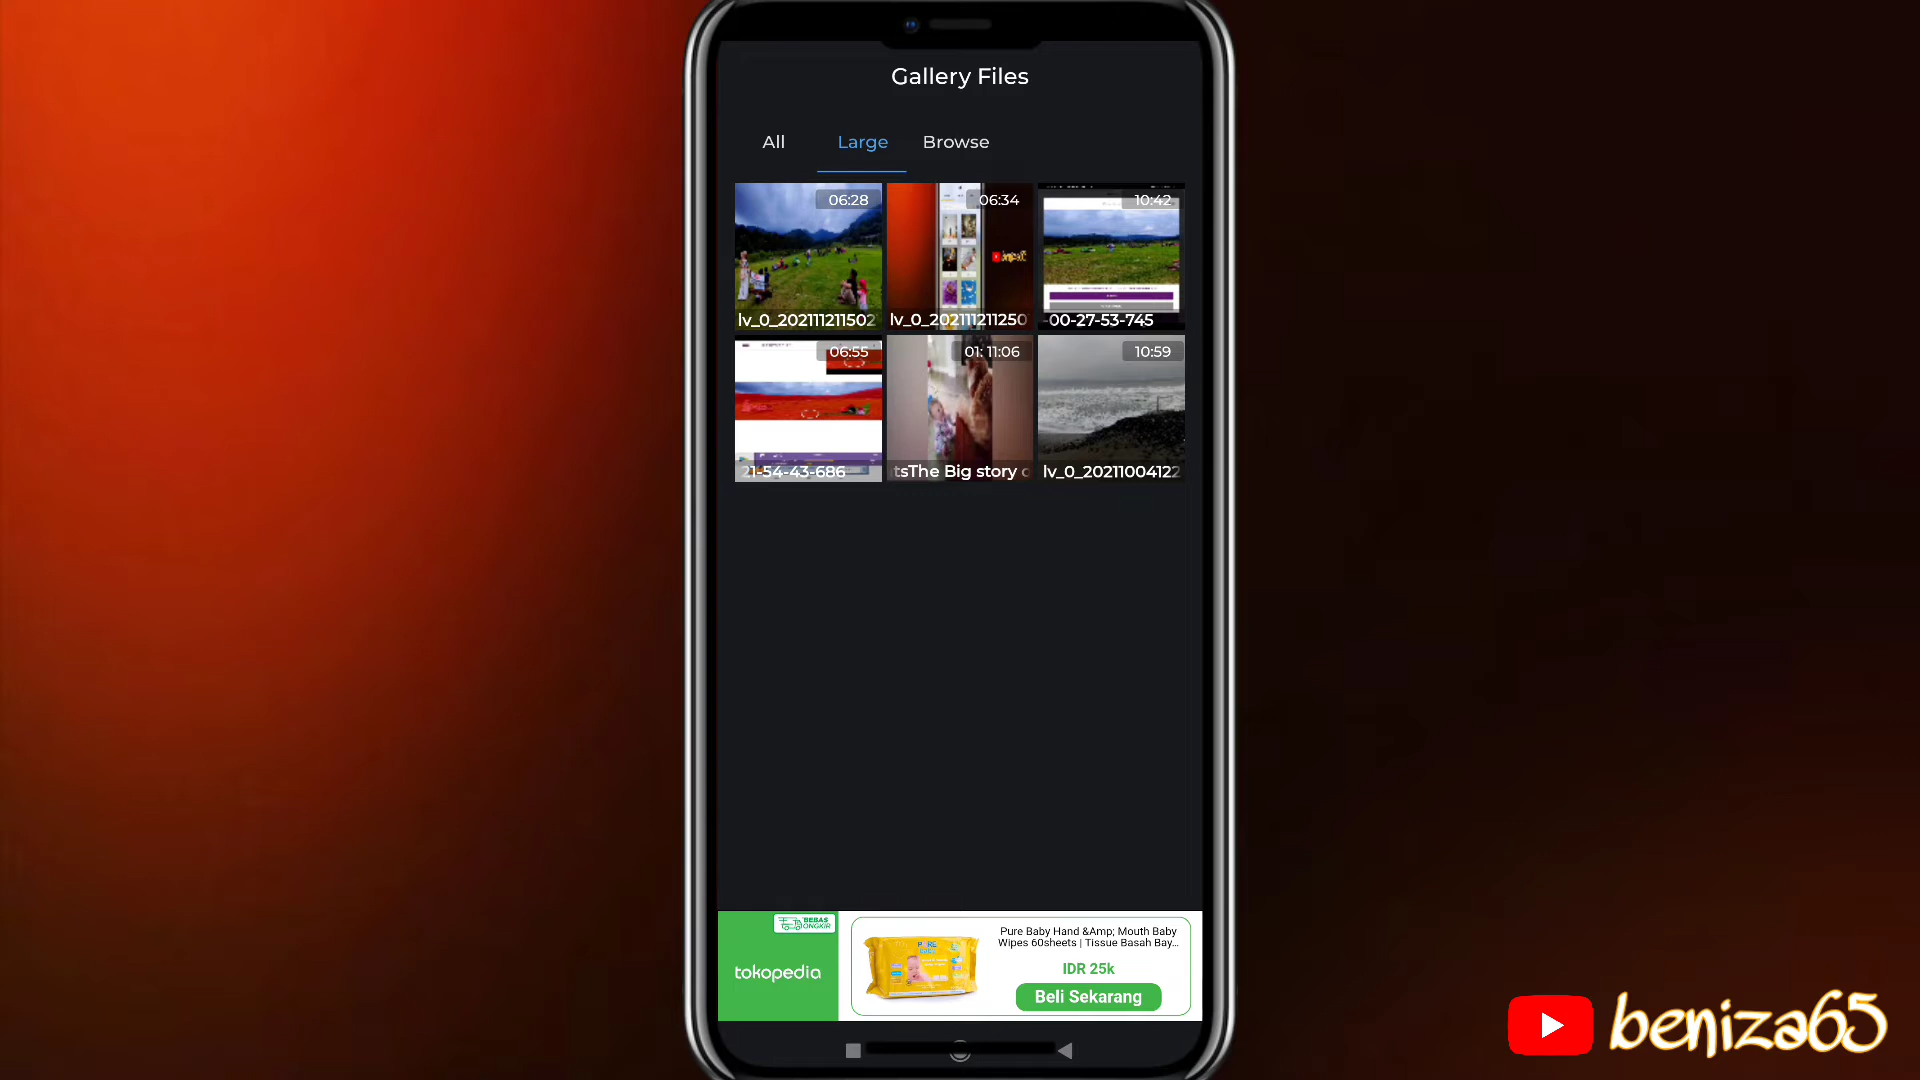 Gallery Files
All Large Browse
06:28 06:34 10:42
lv_0_202111211502 lv_0_202111211250 -00-27-53-745
06:55 01:11:06 10:59
21-54-43-686 tsThe Big story lv_0_20211004122
BEBAS
ONGKIR
tokopedia
PURE
Pure Baby Hand &Amp; Mouth Baby
Wipes 60sheets | Tissue Basah Bay...
IDR 25k
Beli Sekarang
beniza65